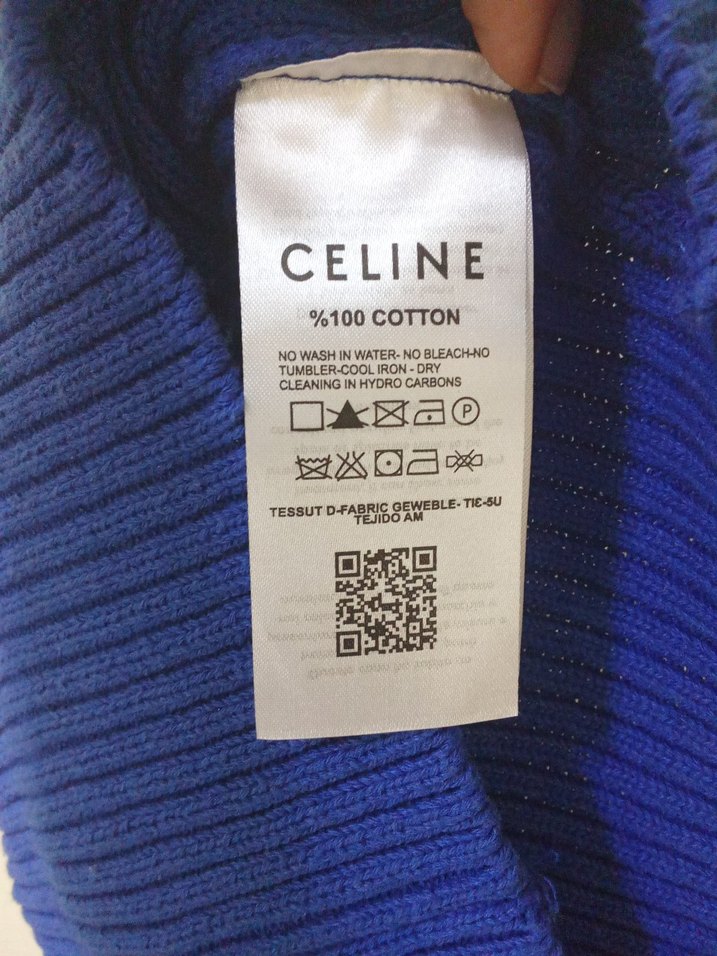 CELINE
%100 COTTON
NO WASH IN WATER- NO BLEACH-NO
TUMBLER-COOL IRON - DRY
CLEANING IN HYDRO CARBONS
P
TESSUT D-FABRIC GEWEBLE- TIƐ-5U
TEJIDO AM